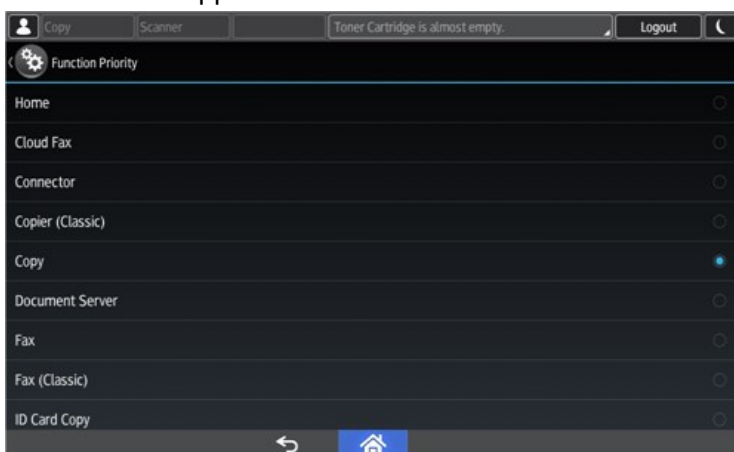 Copy Scanner Toner Cartridge is almost empty. Logout
Function Priority
Home
Cloud Fax
Connector
Copier (Classic)
Copy
Document Server
Fax
Fax (Classic)
ID Card Copy